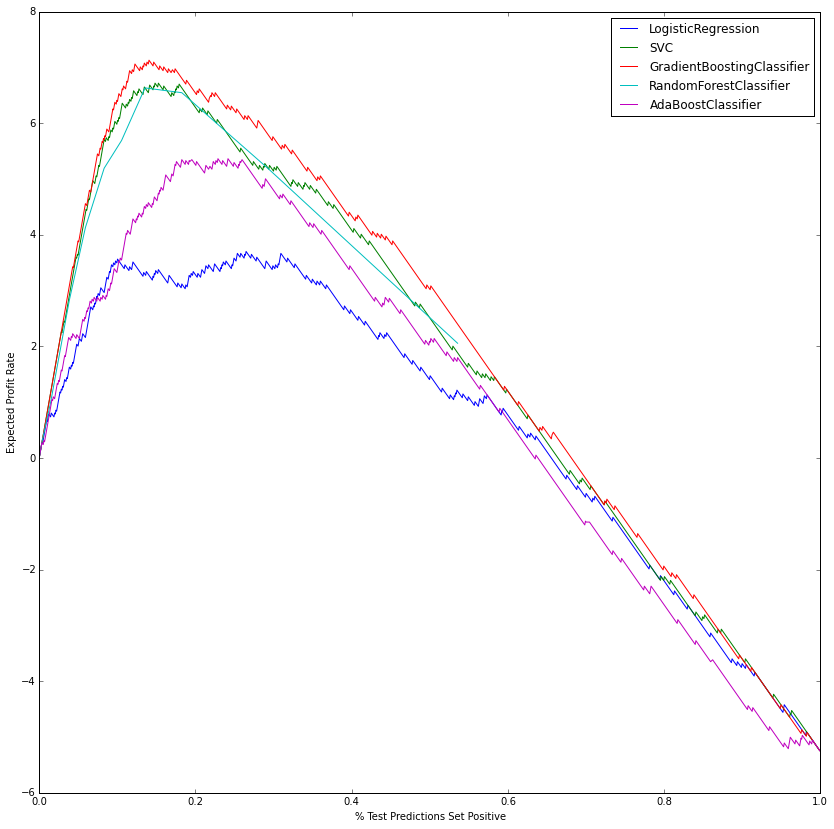 8
6
4
2
0
−2
−4
−6
Expected Profit Rate
LogisticRegression
SVC
GradientBoostingClassifier
RandomForestClassifier
AdaBoostClassifier
0.0 0.2 0.4 0.6 0.8 1.0
% Test Predictions Set Positive